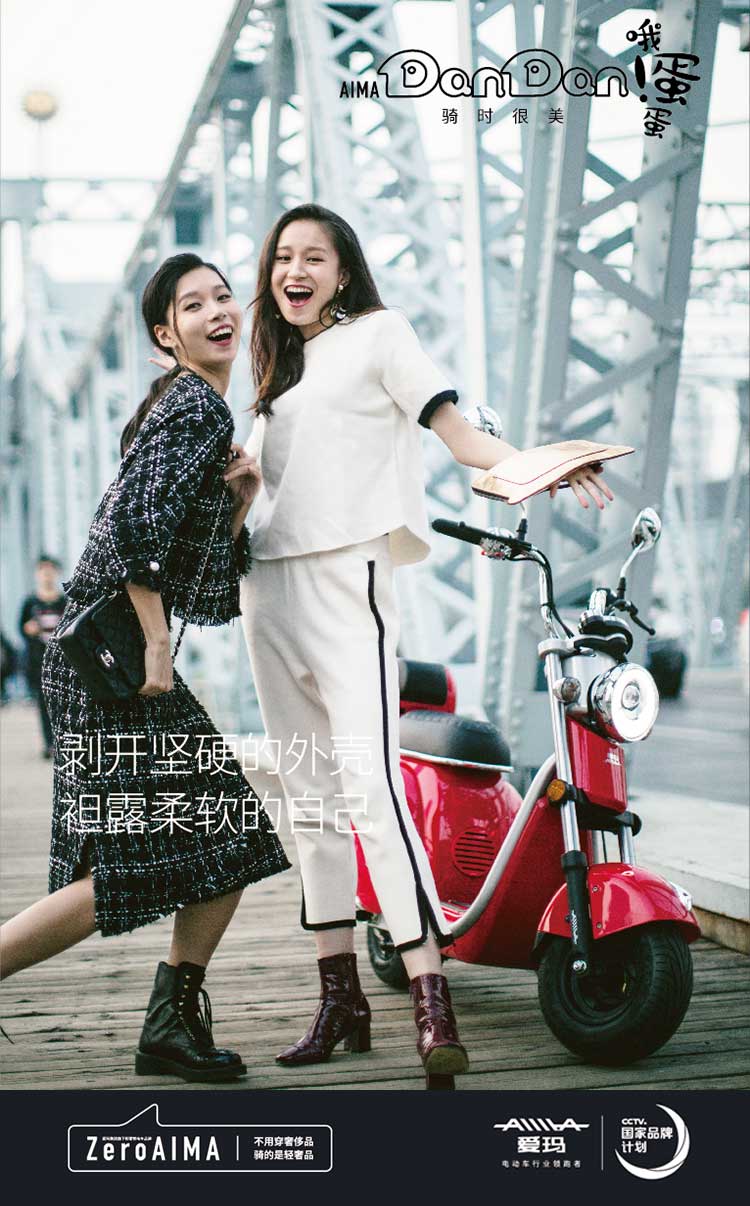 AIMA DanDan
哦!蛋蛋
骑时很美
剥开坚硬的外壳
袒露柔软的自己
ZeroAIMA
不用穿奢侈品
骑的是轻奢品
AIMA
爱玛
电动车行业领跑者
CCTV.
国家品牌
计划